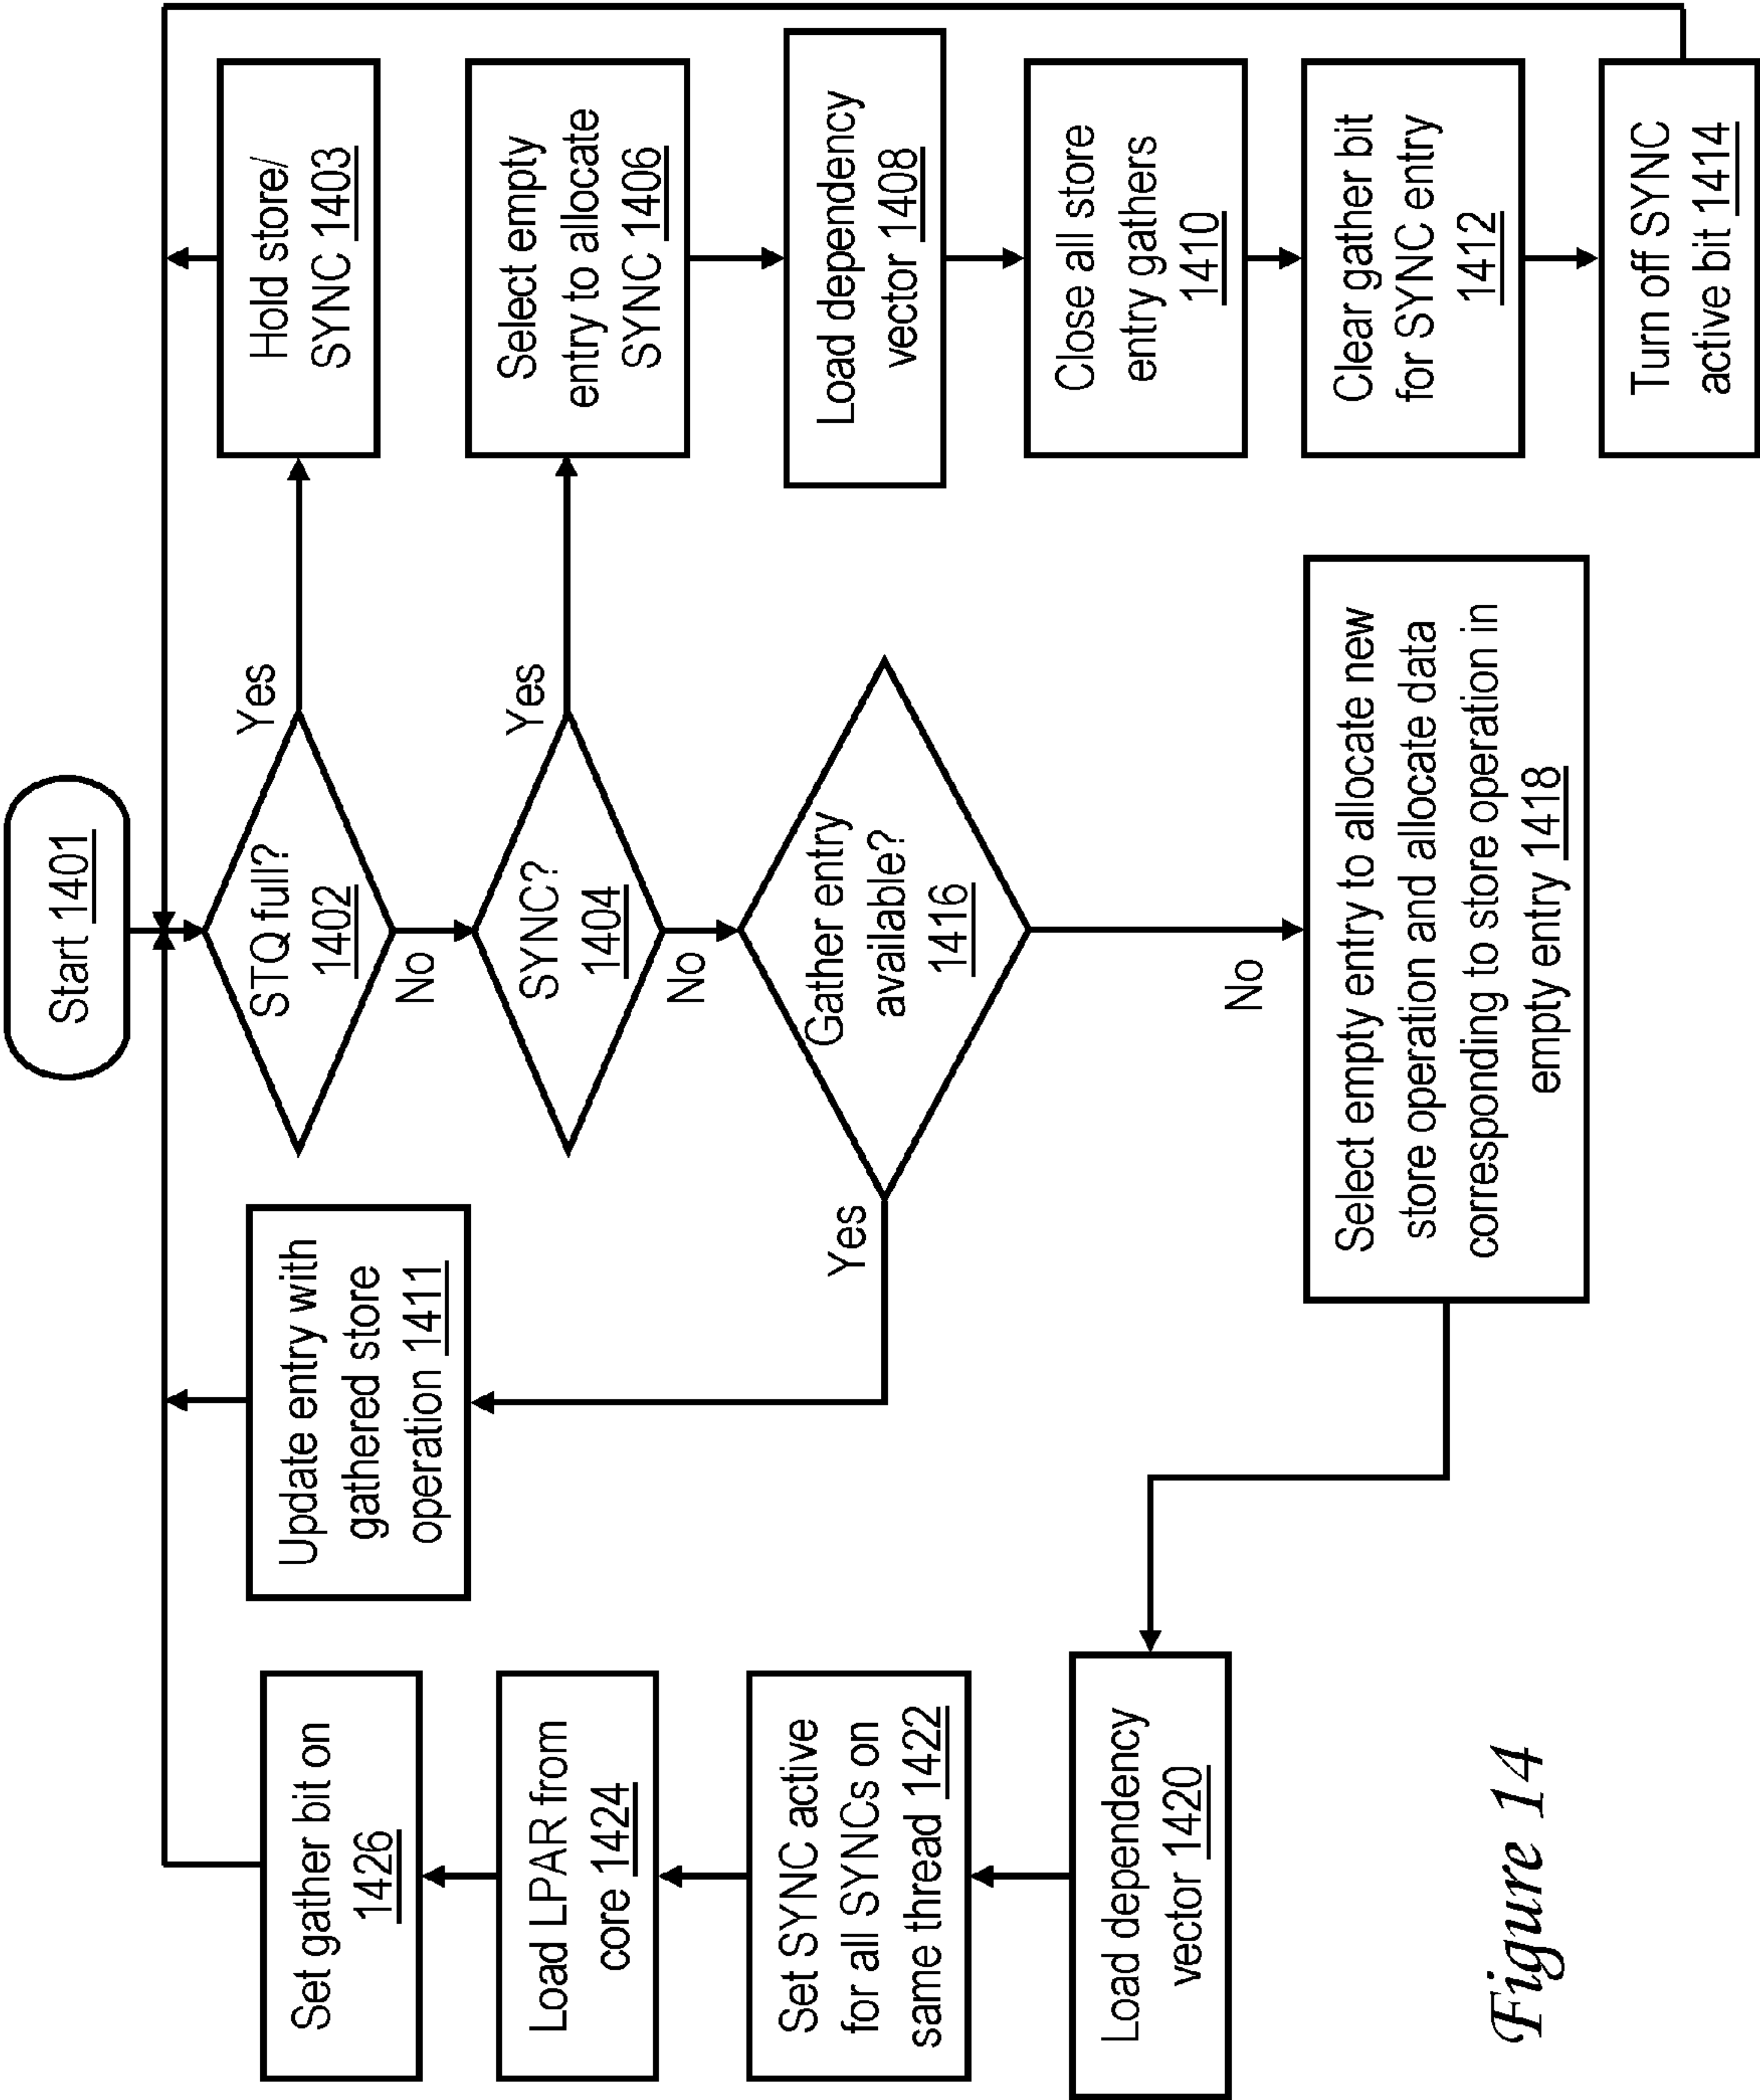 Start 1401
STQ full?
1402
Yes
Hold store/
SYNC 1403
No
SYNC?
1404
Yes
Select empty
entry to allocate
SYNC 1406
Load dependency
vector 1408
Close all store
entry gathers
1410
Clear gather bit
for SYNC entry
1412
Turn off SYNC
active bit 1414
No
Gather entry
available?
1416
Yes
Update entry with
gathered store
operation 1411
No
Select empty entry to allocate new
store operation and allocate data
corresponding to store operation in
empty entry 1418
Load dependency
vector 1420
Set SYNC active
for all SYNCs on
same thread 1422
Load LPAR from
core 1424
Set gather bit on
1426
Figure 14